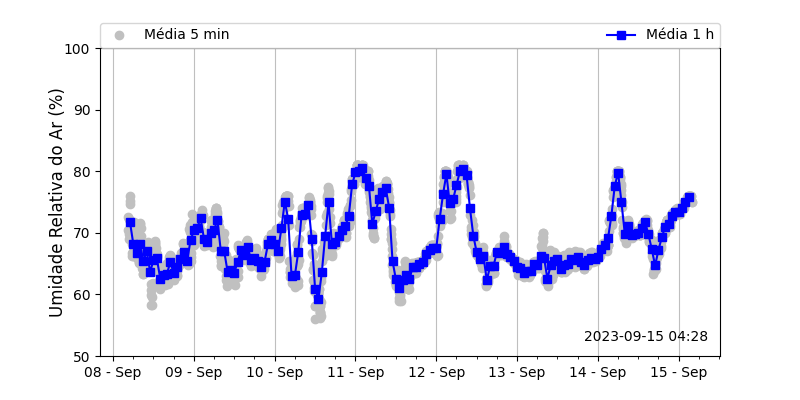 Média 5 min
Média 1 h
Umidade Relativa do Ar (%)
100
90
80
70
60
50
2023-09-15 04:28
08 - Sep
09 - Sep
10 - Sep
11 - Sep
12 - Sep
13 - Sep
14 - Sep
15 - Sep